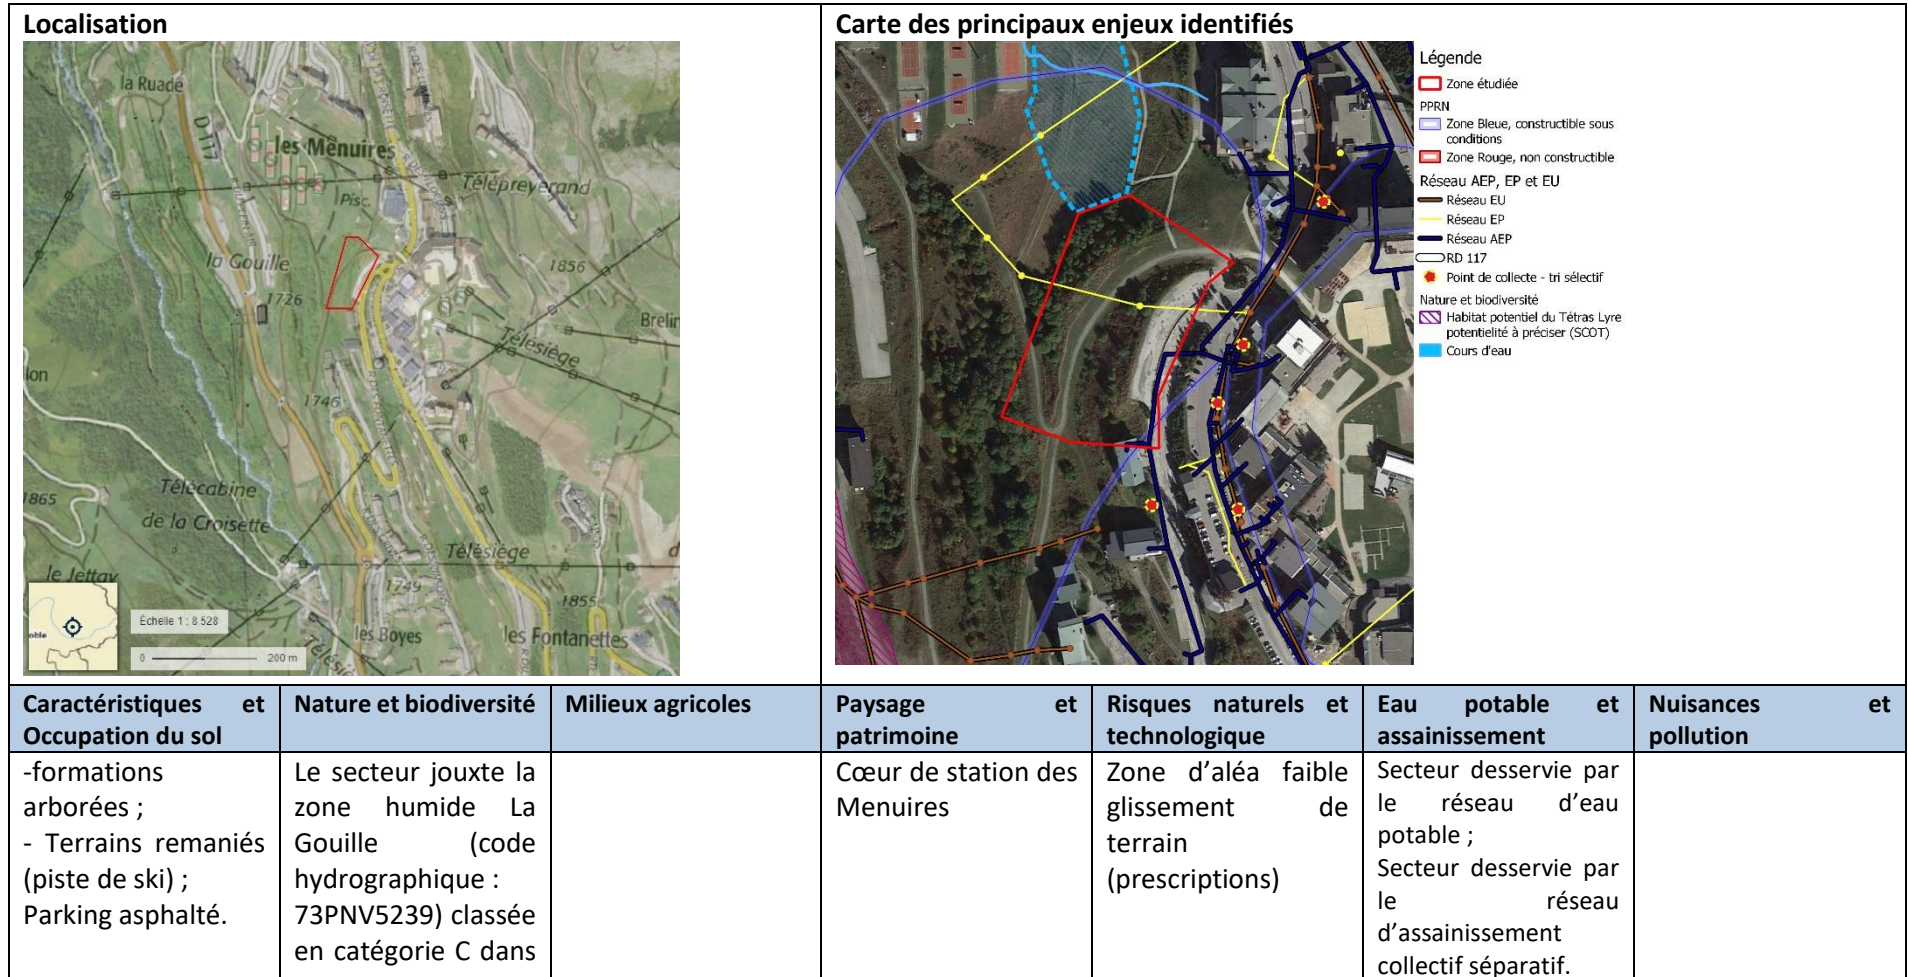 Localisation
Carte des principaux enjeux identifiés
la Ruade
D117
les Menuires
Télépreyerand
Pisc.
la Gouille
1726
1856
Brelin
Télésiège
lon
1746
1865
Télécabine
de la Croisette
Télésiège
le Jettay
1749
1855
les Boyes
les Fontanettes
Échelle 1 : 8 528
0 200 m
Légende
Zone étudiée
PPRN
Zone Bleue, constructible sous
conditions
Zone Rouge, non constructible
Réseau AEP, EP et EU
Réseau EU
Réseau EP
Réseau AEP
RD 117
Point de collecte - tri sélectif
Nature et biodiversité
Habitat potentiel du Tétras Lyre
potentielité à préciser (SCOT)
Cours d'eau
Caractéristiques et
Occupation du sol
Nature et biodiversité
Milieux agricoles
Paysage et
patrimoine
Risques naturels et
technologique
Eau potable et
assainissement
Nuisances et
pollution
-formations
arborées ;
- Terrains remaniés
(piste de ski) ;
Parking asphalté.
Le secteur jouxte la
zone humide La
Gouille (code
hydrographique :
73PNV5239) classée
en catégorie C dans
Cœur de station des
Menuires
Zone d’aléa faible
glissement de
terrain
(prescriptions)
Secteur desservie par
le réseau d’eau
potable ;
Secteur desservie par
le réseau
d’assainissement
collectif séparatif.